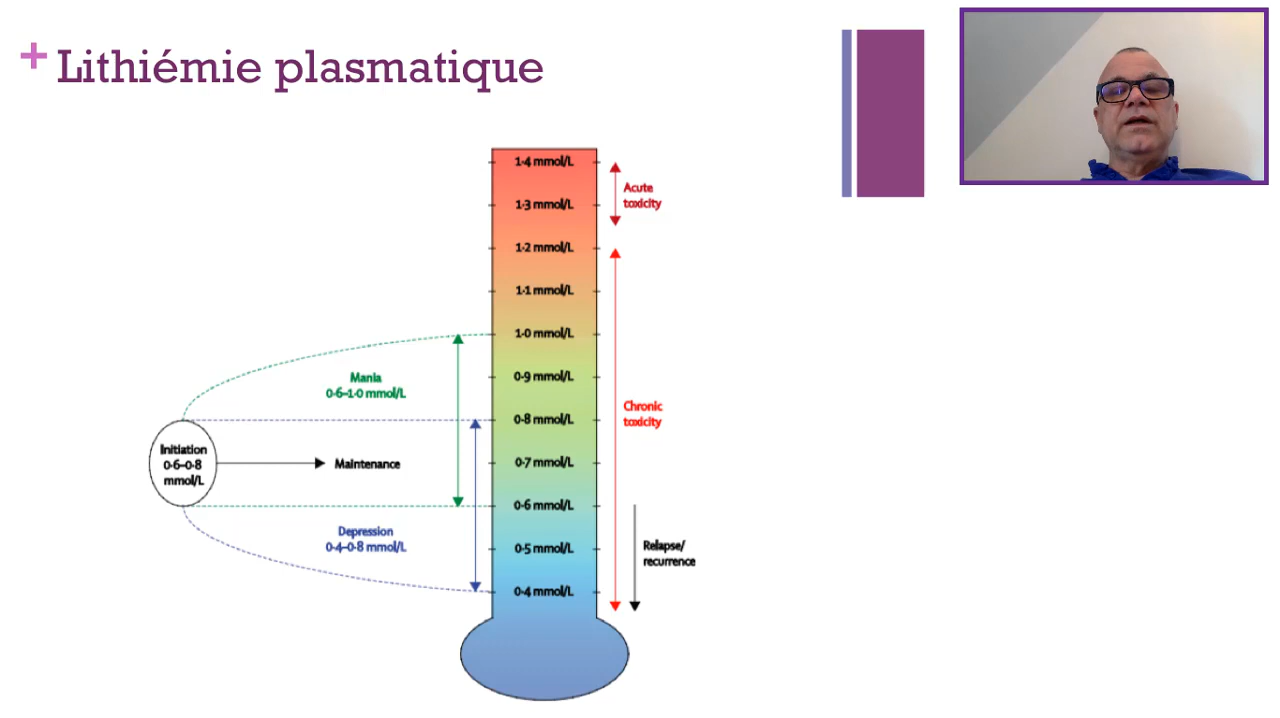 + Lithiémie plasmatique
1·4 mmol/L
1·3 mmol/L
1·2 mmol/L
1·1 mmol/L
1·0 mmol/L
0·9 mmol/L
0·8 mmol/L
0·7 mmol/L
0·6 mmol/L
0·5 mmol/L
0·4 mmol/L
Acute
toxicity
Chronic
toxicity
Relapse/
recurrence
Mania
0·6–1·0 mmol/L
Initiation
0·6–0·8
mmol/L
Maintenance
Depression
0·4–0·8 mmol/L